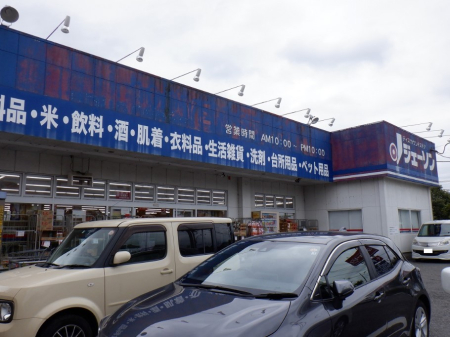 営業時間 AM10:00～PM10:00
料品・米・飲料・酒・肌着・衣料品・生活雑貨・洗剤・台所用品・ペット用品
ジェーソン